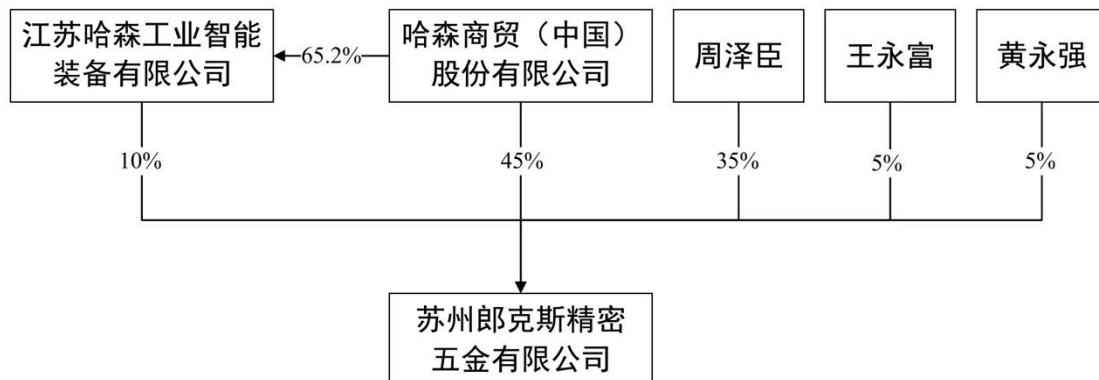 江苏哈森工业智能
装备有限公司
65.2%
哈森商贸（中国）
股份有限公司
周泽臣
王永富
黄永强
10%
45%
35%
5%
5%
苏州郎克斯精密
五金有限公司